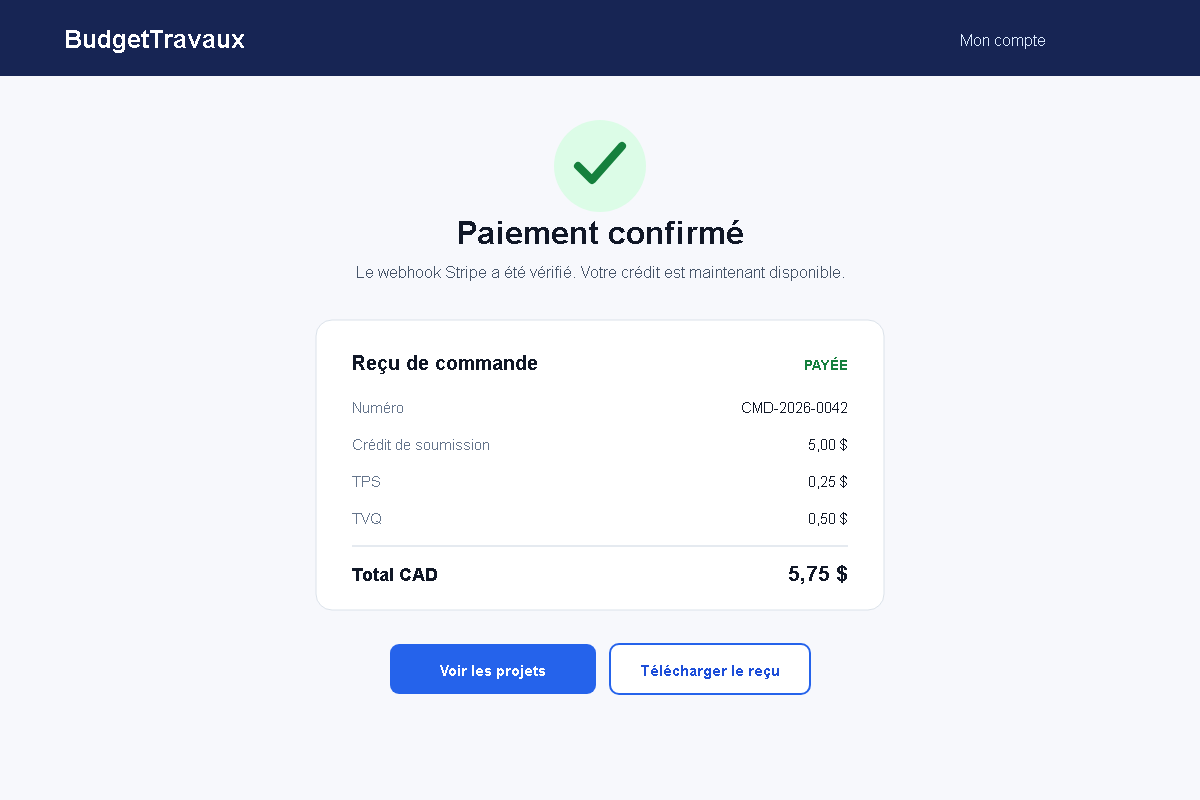 BudgetTravaux
Mon compte
Paiement confirmé
Le webhook Stripe a été vérifié. Votre crédit est maintenant disponible.
Reçu de commande
PAYÉE
Numéro
CMD-2026-0042
Crédit de soumission
5,00 $
TPS
0,25 $
TVQ
0,50 $
Total CAD
5,75 $
Voir les projets
Télécharger le reçu